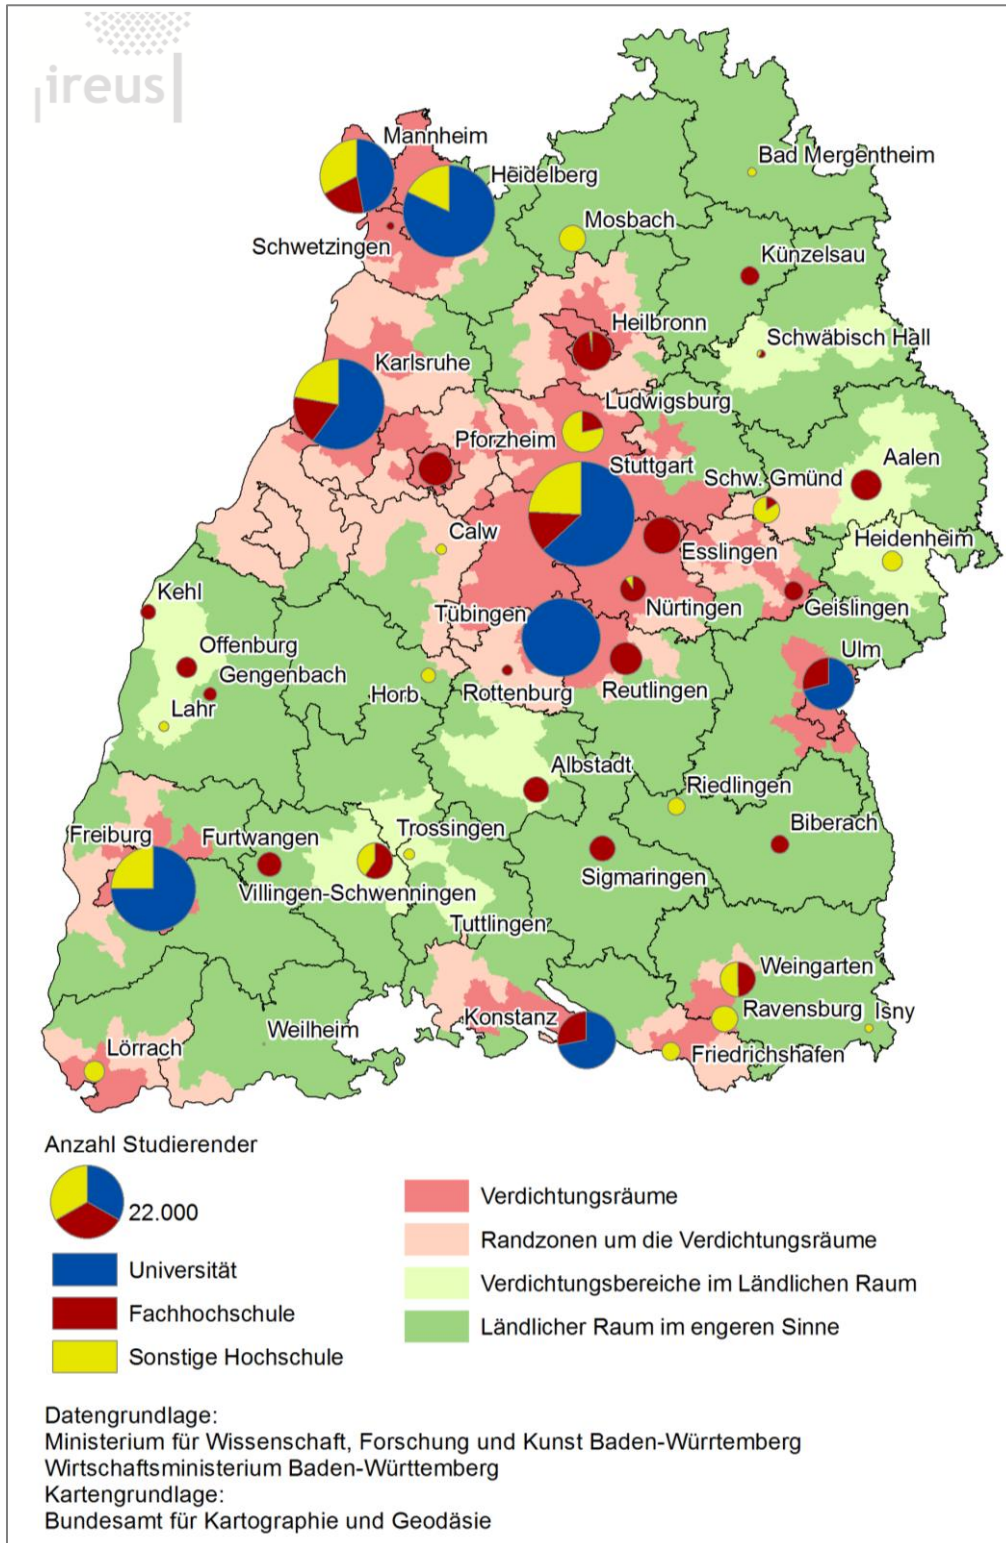 ireus
Mannheim
Heidelberg
Bad Mergentheim
Mosbach
Schwetzingen
Künzelsau
Heilbronn
Schwäbisch Hall
Karlsruhe
Ludwigsburg
Pforzheim
Stuttgart
Aalen
Schw. Gmünd
Calw
Esslingen
Heidenheim
Kehl
Nürtingen
Geislingen
Tübingen
Offenburg
Ulm
Gengenbach
Horb
Rottenburg
Reutlingen
Lahr
Albstadt
Riedlingen
Freiburg
Furtwangen
Trossingen
Biberach
Villingen-Schwenningen
Sigmaringen
Tuttlingen
Weingarten
Konstanz
Ravensburg
Isny
Weilheim
Lörrach
Friedrichshafen
Anzahl Studierender
22.000
Universität
Fachhochschule
Sonstige Hochschule
Verdichtungsräume
Randzonen um die Verdichtungsräume
Verdichtungsbereiche im Ländlichen Raum
Ländlicher Raum im engeren Sinne
Datengrundlage:
Ministerium für Wissenschaft, Forschung und Kunst Baden-Würrtemberg
Wirtschaftsministerium Baden-Württemberg
Kartengrundlage:
Bundesamt für Kartographie und Geodäsie